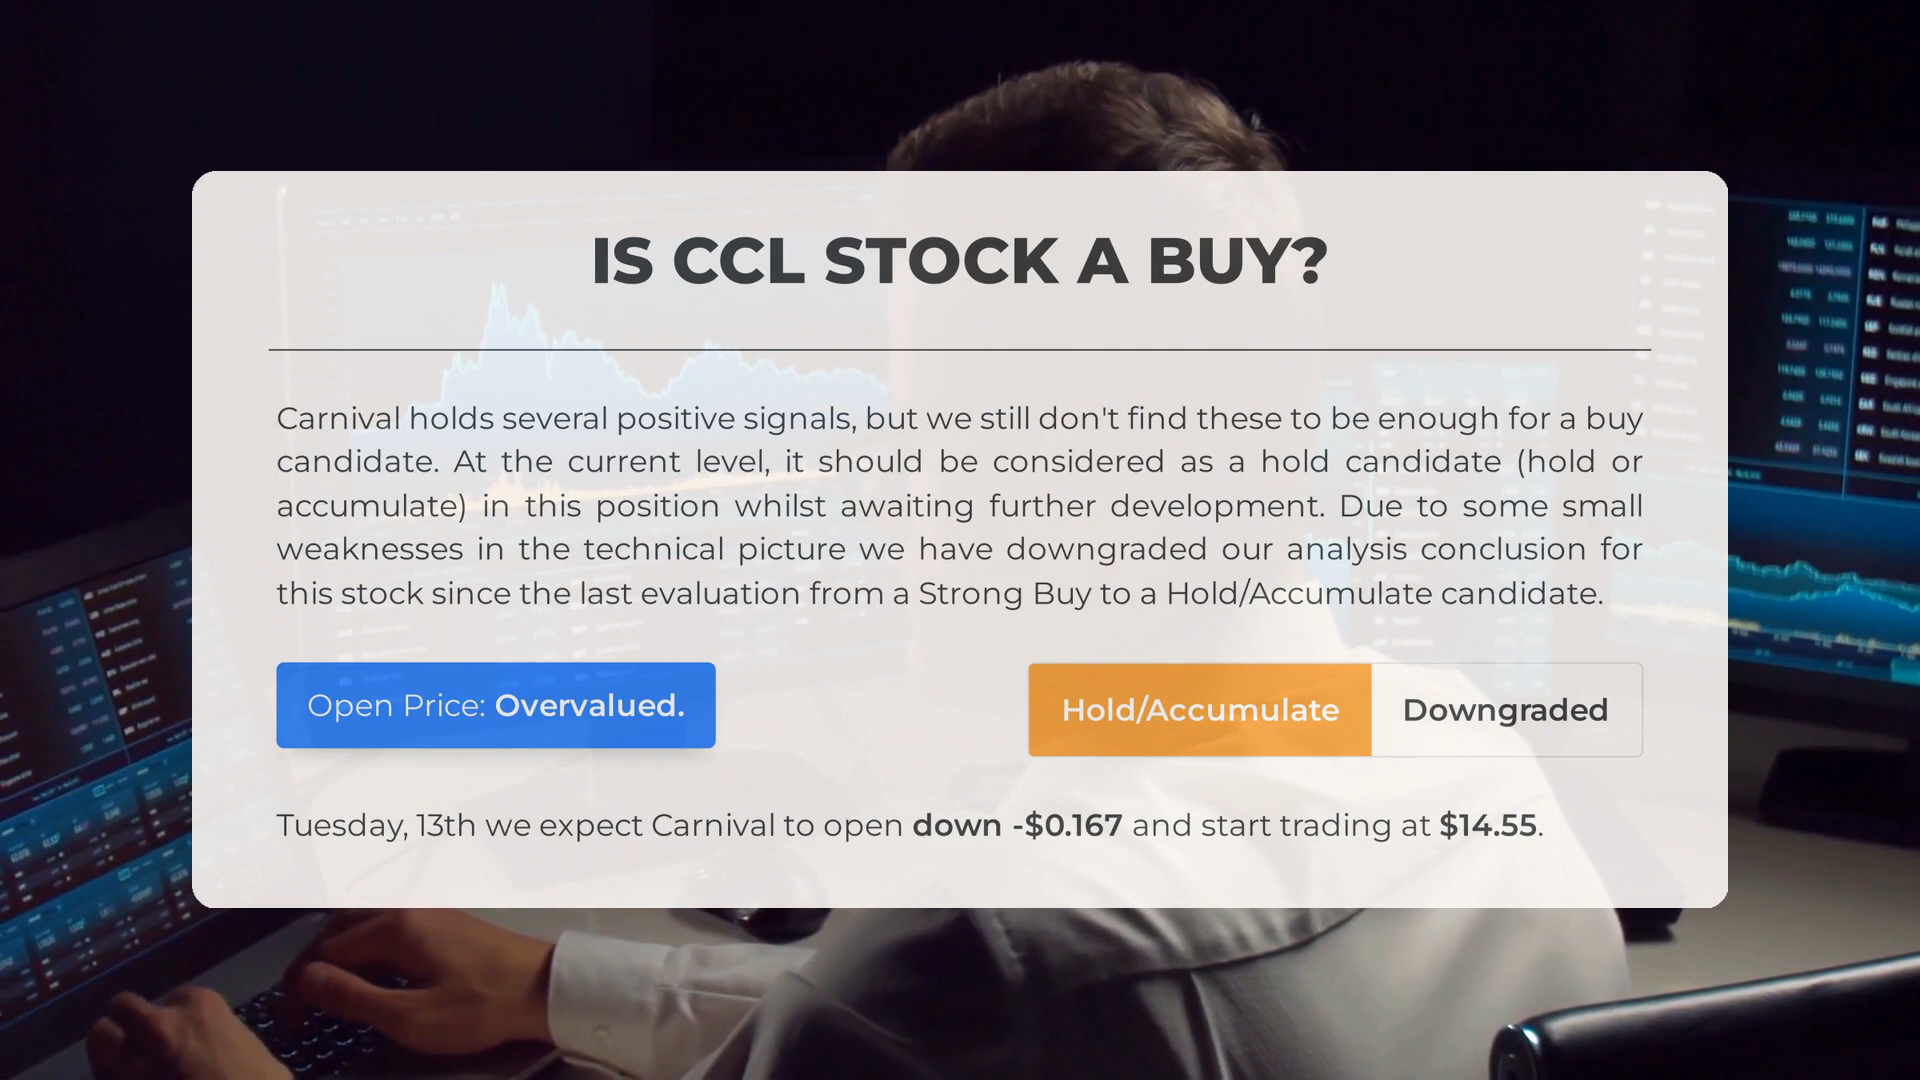 IS CCL STOCK A BUY?
Carnival holds several positive signals, but we still don't find these to be enough for a buy
candidate. At the current level, it should be considered as a hold candidate (hold or
accumulate) in this position whilst awaiting further development. Due to some small
weaknesses in the technical picture we have downgraded our analysis conclusion for
this stock since the last evaluation from a Strong Buy to a Hold/Accumulate candidate.
Open Price: Overvalued.
Hold/Accumulate Downgraded
Tuesday, 13th we expect Carnival to open down -$0.167 and start trading at $14.55.